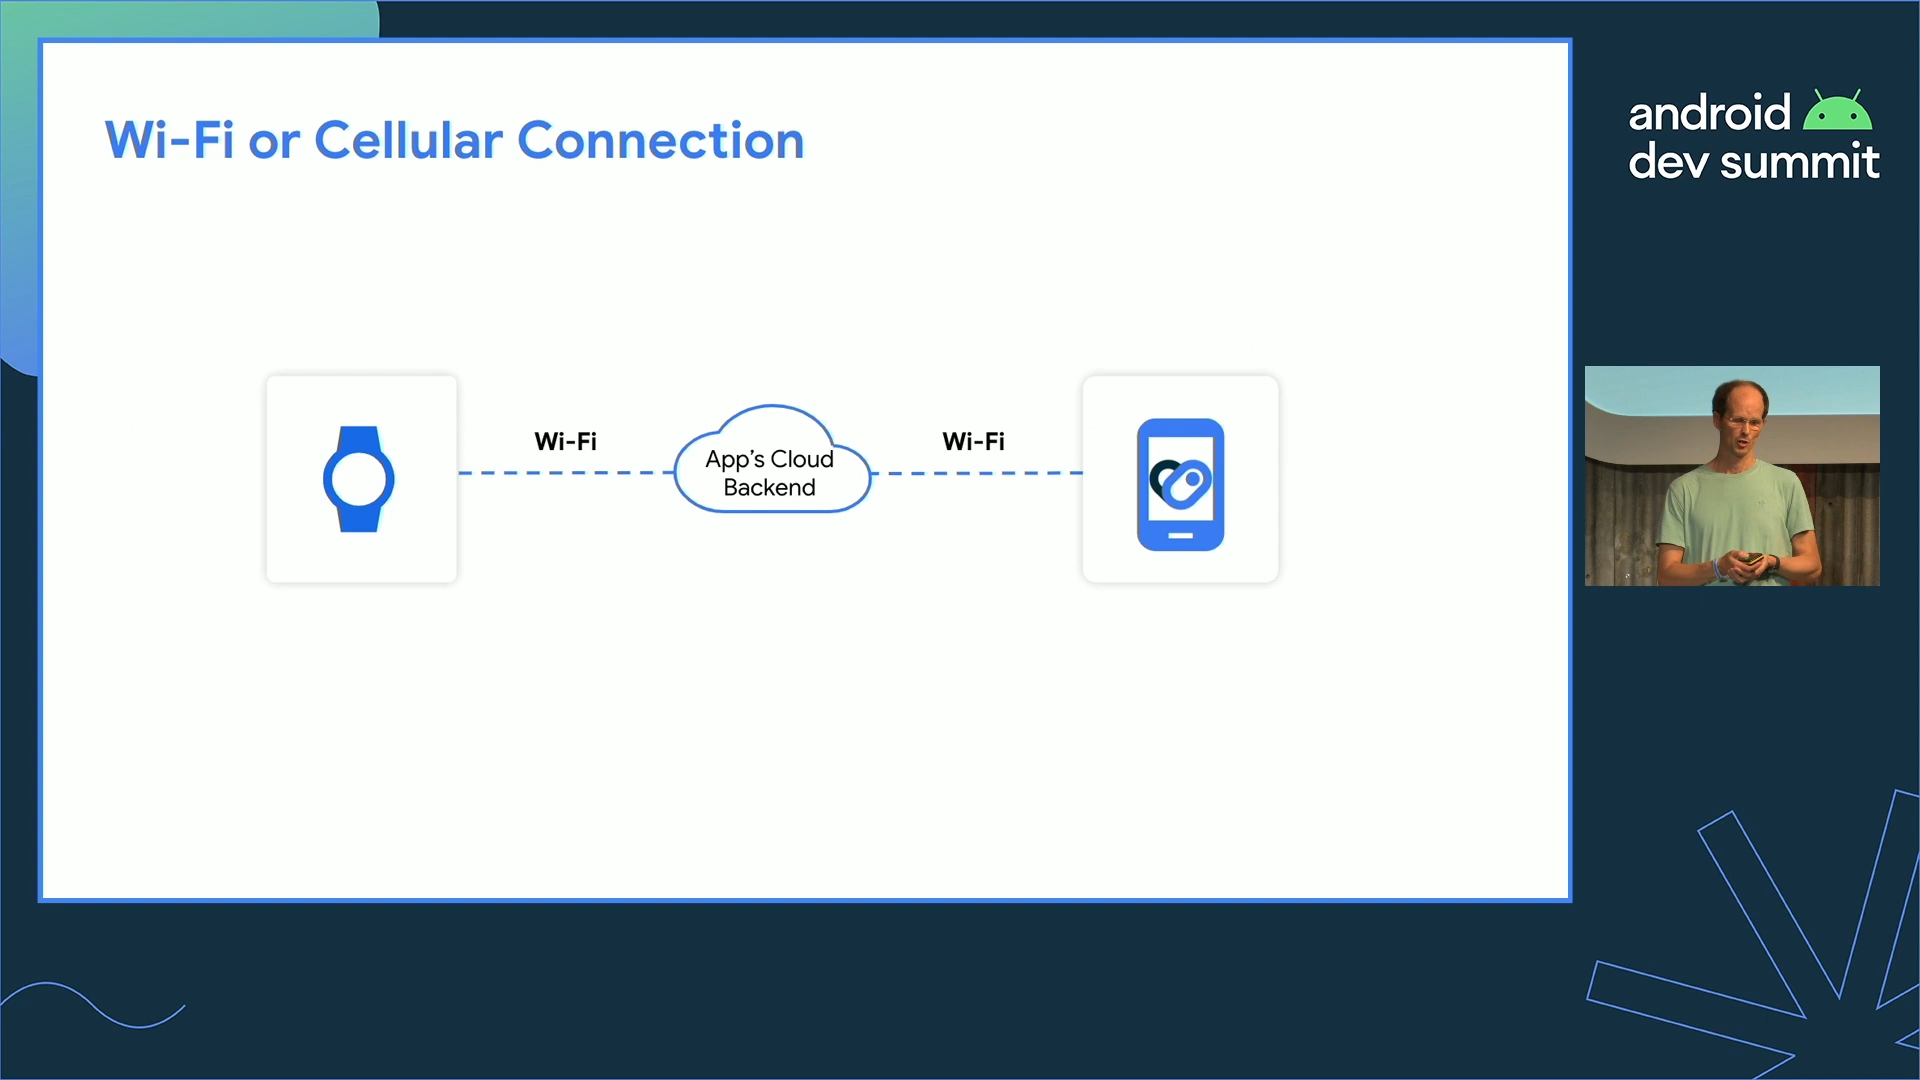 Wi-Fi or Cellular Connection
android
dev summit
Wi-Fi
App's Cloud
Backend
Wi-Fi